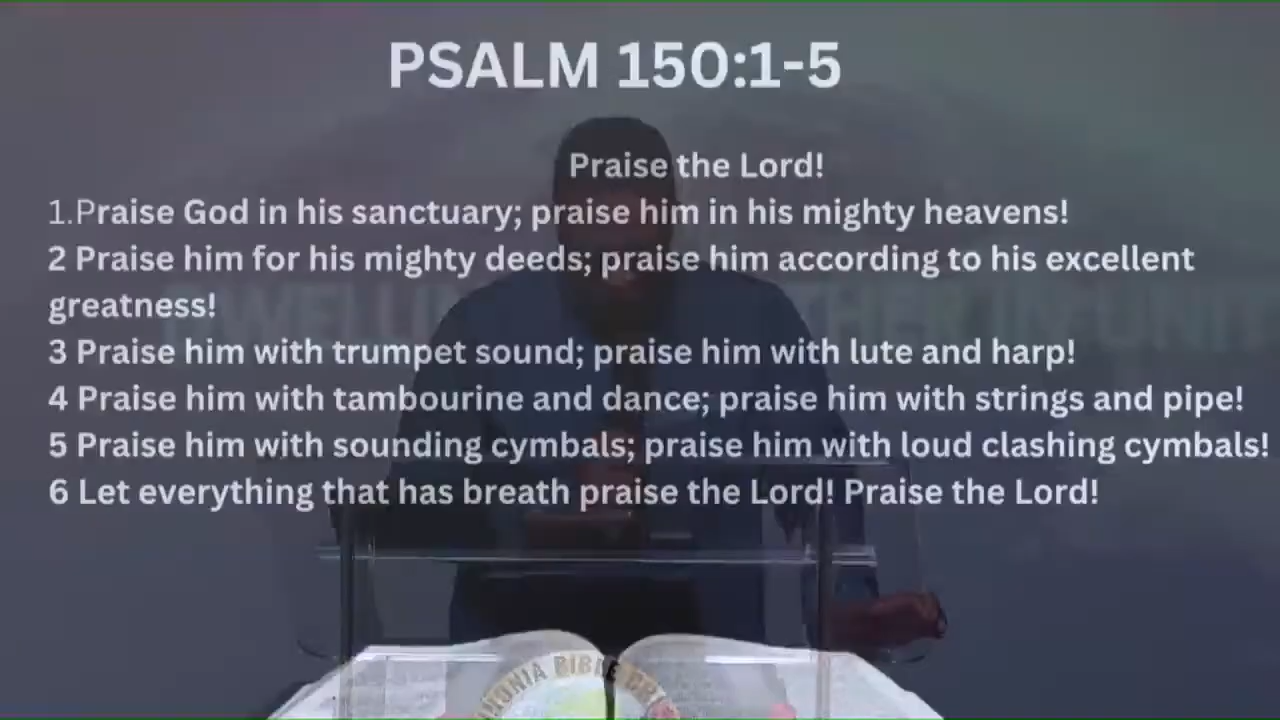 PSALM 150:1-5
Praise the Lord!
1.Praise God in his sanctuary; praise him in his mighty heavens!
2 Praise him for his mighty deeds; praise him according to his excellent
greatness!
3 Praise him with trumpet sound; praise him with lute and harp!
4 Praise him with tambourine and dance; praise him with strings and pipe!
5 Praise him with sounding cymbals; praise him with loud clashing cymbals!
6 Let everything that has breath praise the Lord! Praise the Lord!
IN UNIT
BIBLE